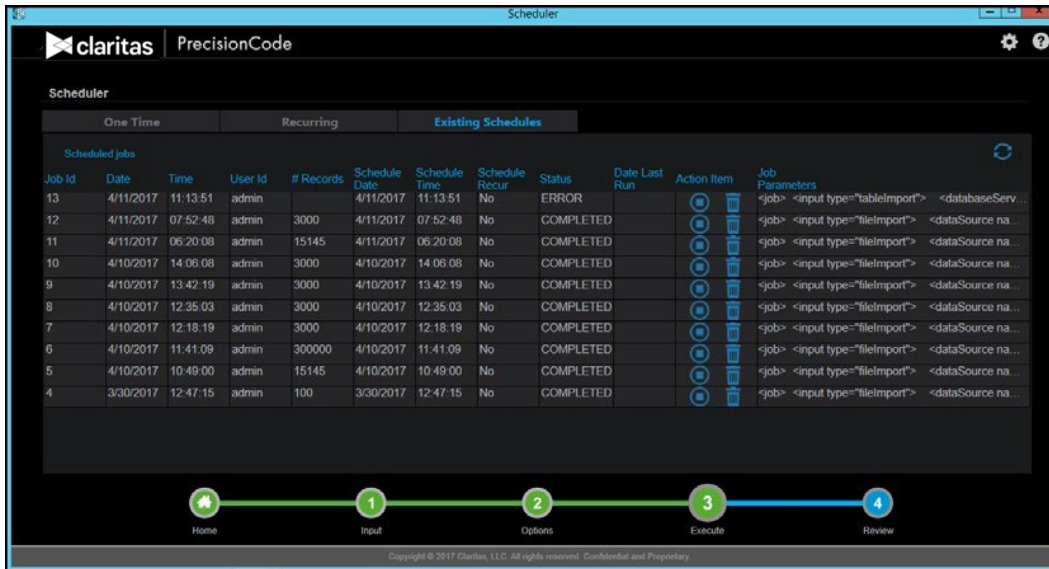 Scheduler
claritas PrecisionCode
Scheduler
One Time Recurring Existing Schedules
Scheduled jobs
Job Id Date Time User Id # Records Schedule Date Schedule Time Schedule Recur Status Date Last Run Action Item Job Parameters
13 4/11/2017 11:13:51 admin 4/11/2017 11:13:51 No ERROR <job> <input type="tableImport"> <databaseServ...
12 4/11/2017 07:52:48 admin 3000 4/11/2017 07:52:48 No COMPLETED <job> <input type="fileImport"> <dataSource na...
11 4/11/2017 06:20:08 admin 15145 4/11/2017 06:20:08 No COMPLETED <job> <input type="fileImport"> <dataSource na...
10 4/10/2017 14:06:08 admin 3000 4/10/2017 14:06:08 No COMPLETED <job> <input type="fileImport"> <dataSource na...
9 4/10/2017 13:42:19 admin 3000 4/10/2017 13:42:19 No COMPLETED <job> <input type="fileImport"> <dataSource na...
8 4/10/2017 12:35:03 admin 3000 4/10/2017 12:35:03 No COMPLETED <job> <input type="fileImport"> <dataSource na...
7 4/10/2017 12:18:19 admin 3000 4/10/2017 12:18:19 No COMPLETED <job> <input type="fileImport"> <dataSource na...
6 4/10/2017 11:41:09 admin 300000 4/10/2017 11:41:09 No COMPLETED <job> <input type="fileImport"> <dataSource na...
5 4/10/2017 10:49:00 admin 15145 4/10/2017 10:49:00 No COMPLETED <job> <input type="fileImport"> <dataSource na...
4 3/30/2017 12:47:15 admin 100 3/30/2017 12:47:15 No COMPLETED <job> <input type="fileImport"> <dataSource na...
1 2 3 4
Home Input Options Execute Review
Copyright © 2017 Claritas, LLC. All rights reserved. Confidential and Proprietary.